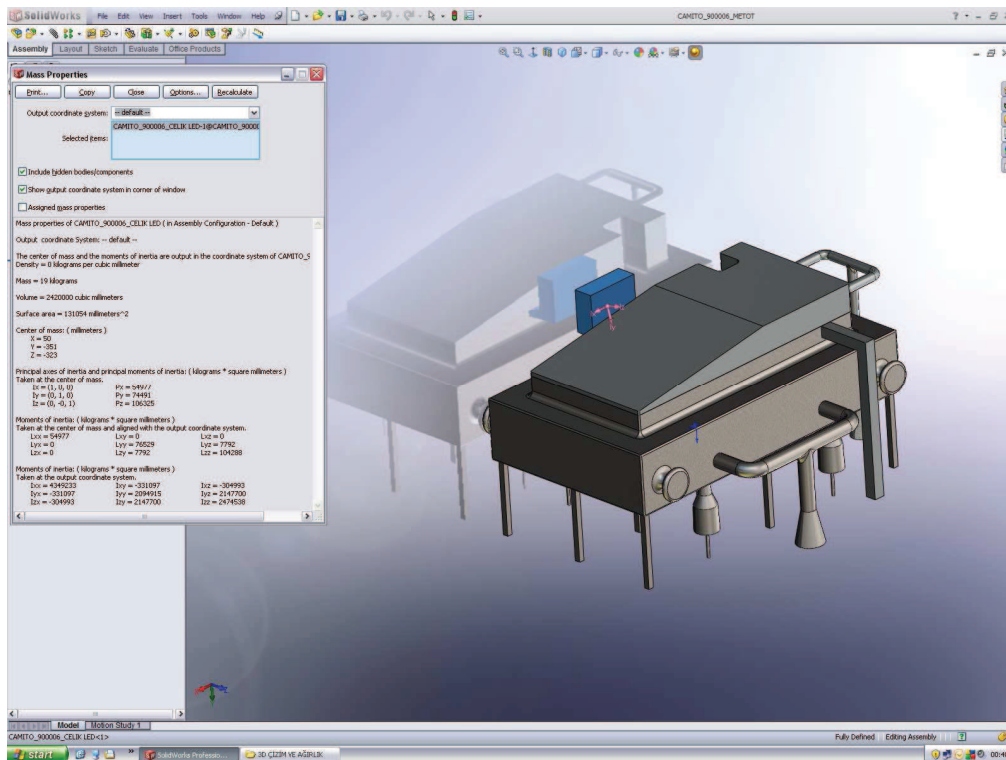 SolidWorks File Edit View Insert Tools Window Help CAMITO_900006_METOT
Assembly Layout Sketch Evaluate Office Products
Mass Properties
Print... Copy Close Options... Recalculate
Output coordinate system: -- default --
CAMITO_900006_CELIK LED-1@CAMITO_90000
Selected items:
Include hidden bodies/components
Show output coordinate system in corner of window
Assigned mass properties
Mass properties of CAMITO_900006_CELIK LED ( in Assembly Configuration - Default )
Output coordinate System: -- default --
The center of mass and the moments of inertia are output in the coordinate system of CAMITO_9
Density = 0 kilograms per cubic millimeter
Mass = 19 kilograms
Volume = 2420000 cubic millimeters
Surface area = 131054 millimeters^2
Center of mass: ( millimeters )
X = 50
Y = -351
Z = -323
Principal axes of inertia and principal moments of inertia: ( kilograms * square millimeters )
Taken at the center of mass.
Ix = (1, 0, 0) Px = 54977
Iy = (0, 1, 0) Py = 74491
Iz = (0, -0, 1) Pz = 106325
Moments of inertia: ( kilograms * square millimeters )
Taken at the center of mass and aligned with the output coordinate system.
Lxx = 54977 Lxy = 0 Lxz = 0
Lyx = 0 Lyy = 76529 Lyz = 7792
Lzx = 0 Lzy = 7792 Lzz = 104288
Moments of inertia: ( kilograms * square millimeters )
Taken at the output coordinate system.
Ixx = 4349233 Ixy = -331097 Ixz = -304993
Iyx = -331097 Iyy = 2094915 Iyz = 2147700
Izx = -304993 Izy = 2147700 Izz = 2474538
Model Motion Study 1
CAMITO_900006_CELIK LED<1> Fully Defined Editing Assembly
start SolidWorks Professio... 3D ÇİZİM VE AĞIRLIK